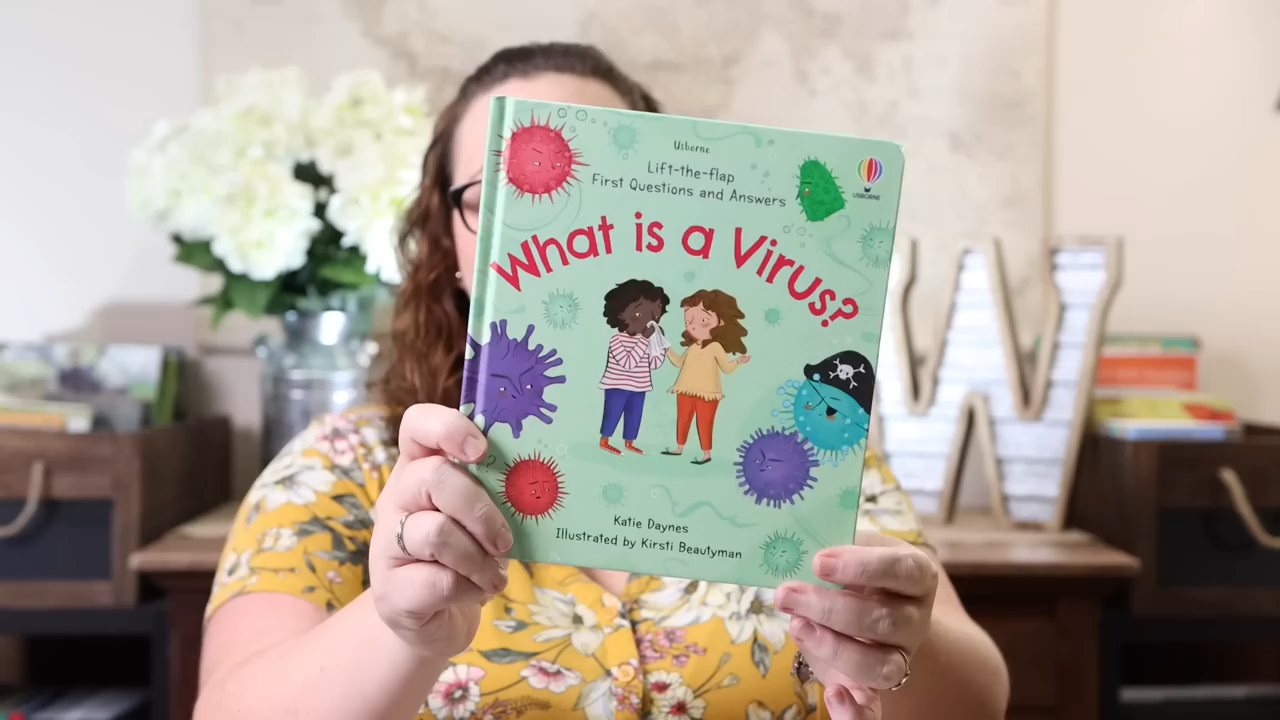 Usborne
Lift-the-flap
First Questions and Answers
USBORNE
What is a Virus?
Katie Daynes
Illustrated by Kirsti Beautyman
W